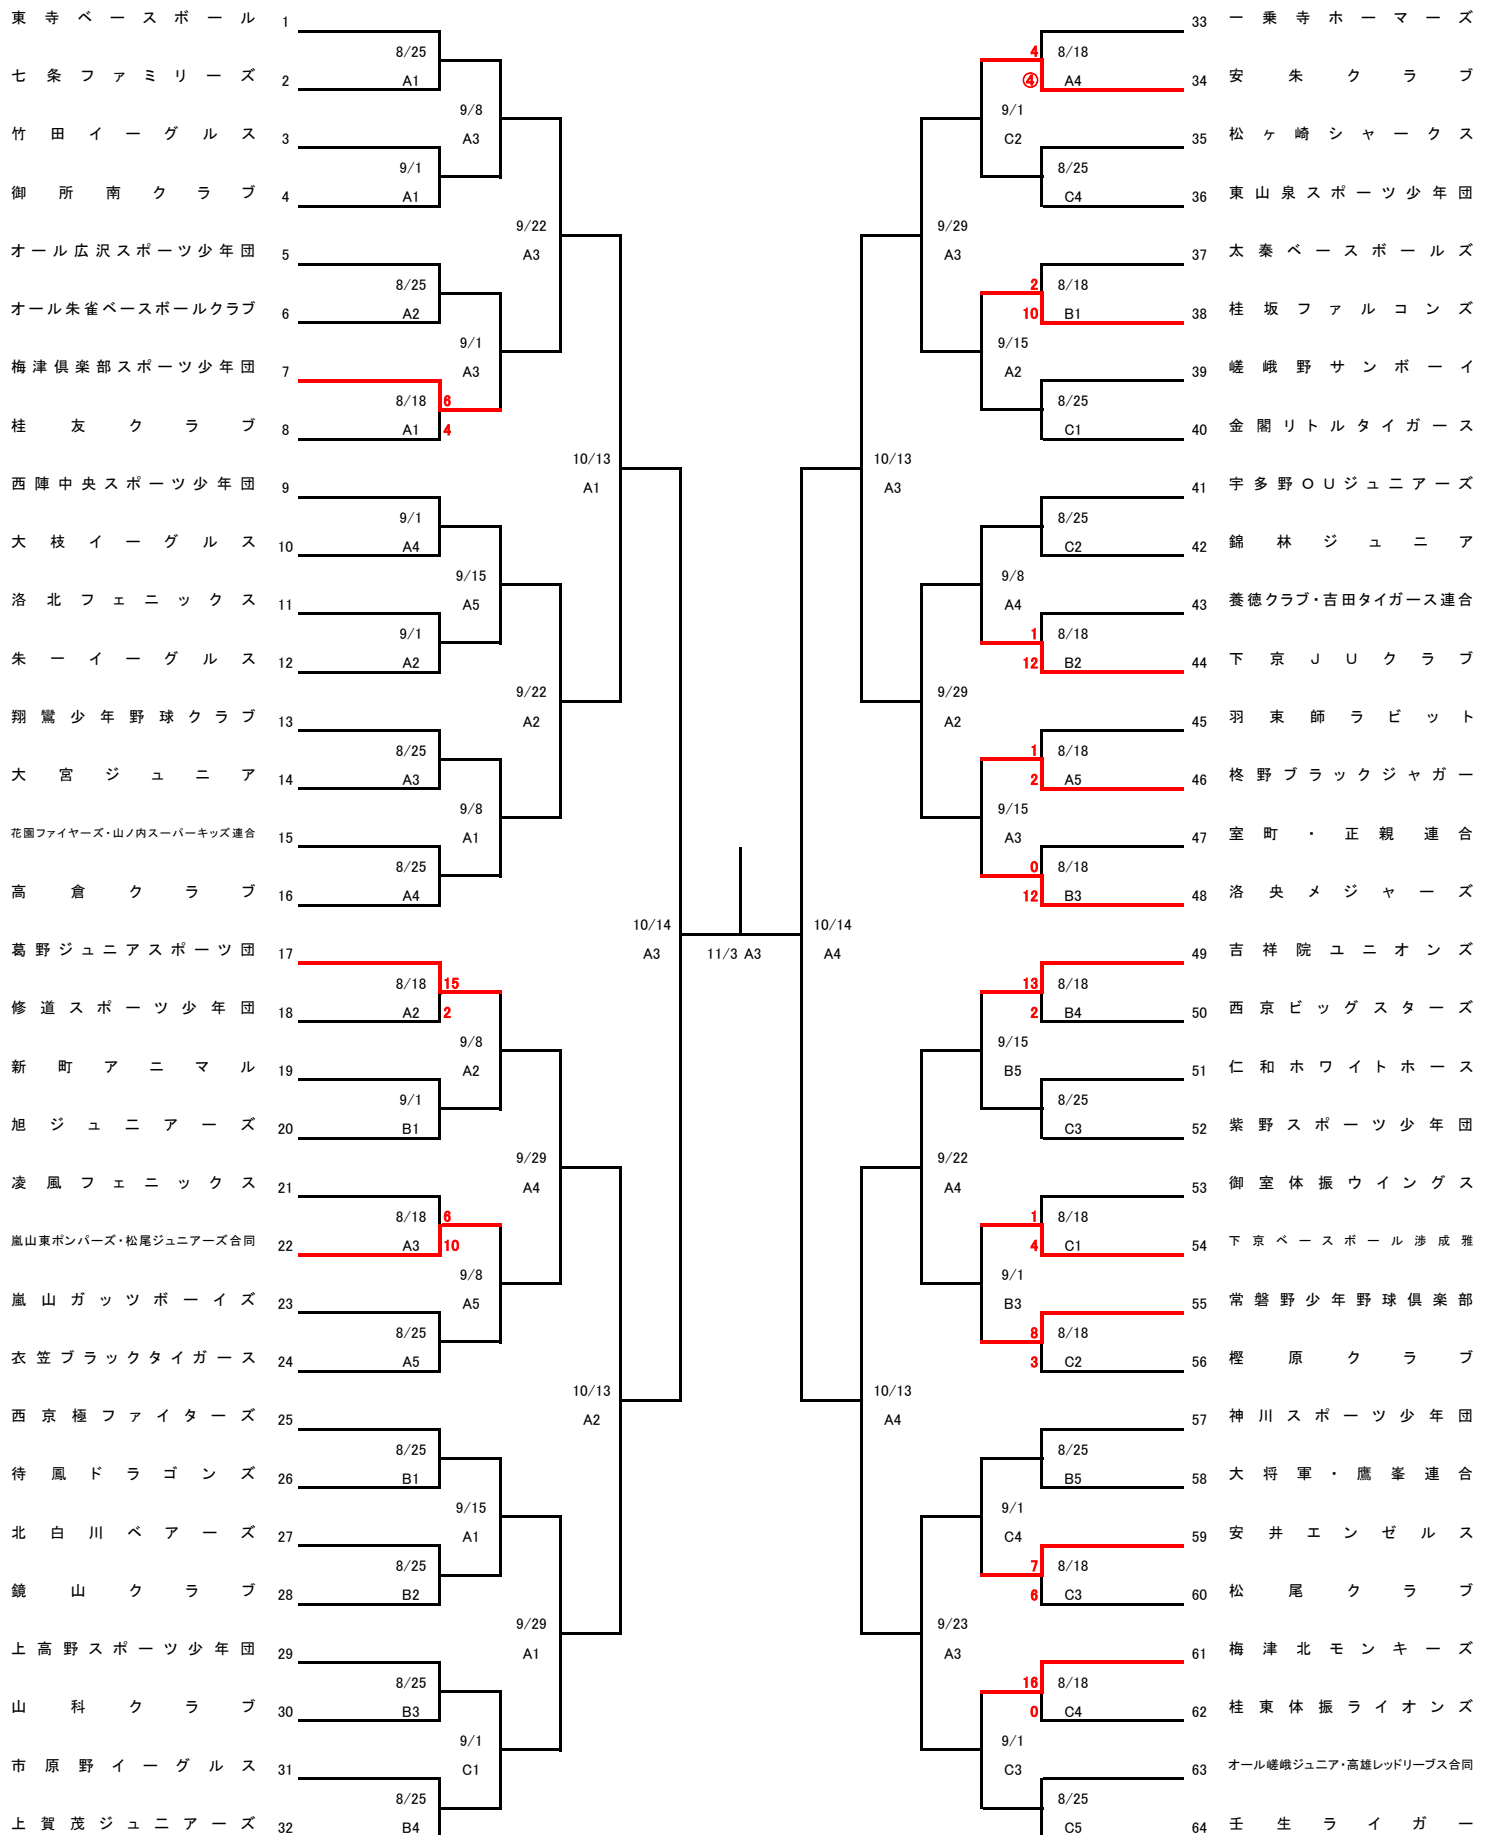 東寺ベースボール 1
8/25
七条ファミリーズ 2 A1
9/8
竹田イーグルス 3 A3
9/1
御所南クラブ 4 A1
9/22
オール広沢スポーツ少年団 5 A3
8/25
オール朱雀ベースボールクラブ 6 A2
9/1
梅津倶楽部スポーツ少年団 7 A3
8/18 6
桂友クラブ 8 A1 4
10/13
西陣中央スポーツ少年団 9 A1
9/1
大枝イーグルス 10 A4
9/15
洛北フェニックス 11 A5
9/1
朱一イーグルス 12 A2
9/22
翔鸞少年野球クラブ 13 A2
8/25
大宮ジュニア 14 A3
9/8
花園ファイヤーズ・山ノ内スーパーキッズ連合 15 A1
8/25
高倉クラブ 16 A4
10/14
葛野ジュニアスポーツ団 17 A3
8/18 15
修道スポーツ少年団 18 A2 2
9/8
新町アニマル 19 A2
9/1
旭ジュニアーズ 20 B1
9/29
凌風フェニックス 21 A4
8/18 6
嵐山東ボンバーズ・松尾ジュニアーズ合同 22 A3 10
9/8
嵐山ガッツボーイズ 23 A5
8/25
衣笠ブラックタイガース 24 A5
10/13
西京極ファイターズ 25 A2
8/25
待鳳ドラゴンズ 26 B1
9/15
北白川ベアーズ 27 A1
8/25
鏡山クラブ 28 B2
9/29
上高野スポーツ少年団 29 A1
8/25
山科クラブ 30 B3
9/1
市原野イーグルス 31 C1
8/25
上賀茂ジュニアーズ 32 B4
11/3 A3
33 一乗寺ホーマーズ
4 8/18
④ A4 34 安朱クラブ
9/1
C2 35 松ヶ崎シャークス
8/25
C4 36 東山泉スポーツ少年団
9/29
A3 37 太秦ベースボールズ
2 8/18
10 B1 38 桂坂ファルコンズ
9/15
A2 39 嵯峨野サンボーイ
8/25
C1 40 金閣リトルタイガース
10/13
A3 41 宇多野OUジュニアーズ
8/25
C2 42 錦林ジュニア
9/8
A4 43 養徳クラブ・吉田タイガース連合
1 8/18
12 B2 44 下京JUクラブ
9/29
A2 45 羽束師ラビット
1 8/18
2 A5 46 柊野ブラックジャガー
9/15
A3 47 室町・正親連合
0 8/18
12 B3 48 洛央メジャーズ
10/14
A4 49 吉祥院ユニオンズ
13 8/18
2 B4 50 西京ビッグスターズ
9/15
B5 51 仁和ホワイトホース
8/25
C3 52 紫野スポーツ少年団
9/22
A4 53 御室体振ウイングス
1 8/18
4 C1 54 下京ベースボール渉成雅
9/1
B3 55 常磐野少年野球倶楽部
8 8/18
3 C2 56 樫原クラブ
10/13
A4 57 神川スポーツ少年団
8/25
B5 58 大将軍・鷹峯連合
9/1
C4 59 安井エンゼルス
7 8/18
6 C3 60 松尾クラブ
9/23
A3 61 梅津北モンキーズ
16 8/18
0 C4 62 桂東体振ライオンズ
9/1
C3 63 オール嵯峨ジュニア・高雄レッドリーブス合同
8/25
C5 64 壬生ライガー